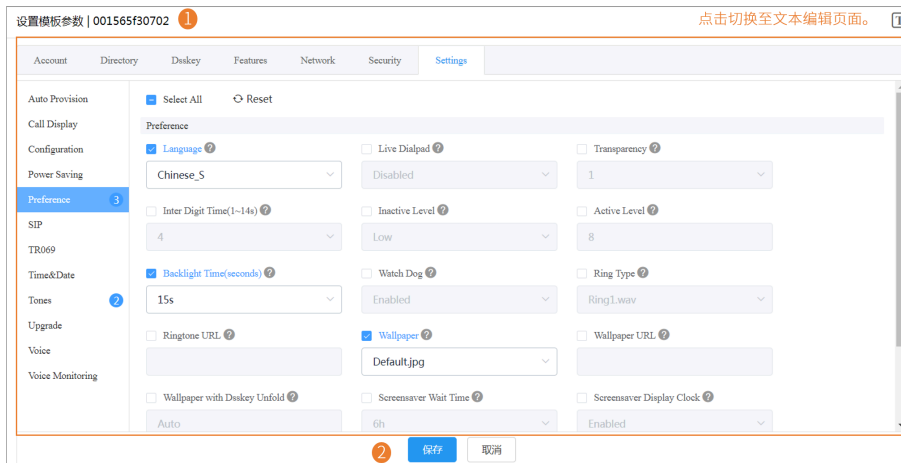 设置模板参数 | 001565f30702 1 点击切换至文本编辑页面。
Account Directory Dsskey Features Network Security Settings
Auto Provision
Call Display
Configuration
Power Saving
Preference 3
SIP
TR069
Time&Date
Tones 2
Upgrade
Voice
Voice Monitoring
Select All Reset
Preference
Language ? Live Dialpad ? Transparency ?
Chinese_S Disabled 1
Inter Digit Time(1~14s) ? Inactive Level ? Active Level ?
4 Low 8
Backlight Time(seconds) ? Watch Dog ? Ring Type ?
15s Enabled Ring1.wav
Ringtone URL ? Wallpaper ? Wallpaper URL ?
Default.jpg
Wallpaper with Dsskey Unfold ? Screensaver Wait Time ? Screensaver Display Clock ?
Auto 6h Enabled
2 保存 取消